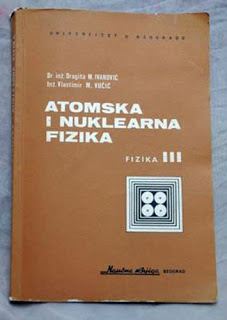 UNIVERZITET U BEOGRADU
Dr inž Dragiša M. IVANOVIĆ
Inž. Vlastimir M. VUČIĆ
ATOMSKA
I NUKLEARNA
FIZIKA
FIZIKA III
Naučna knjiga BEOGRAD